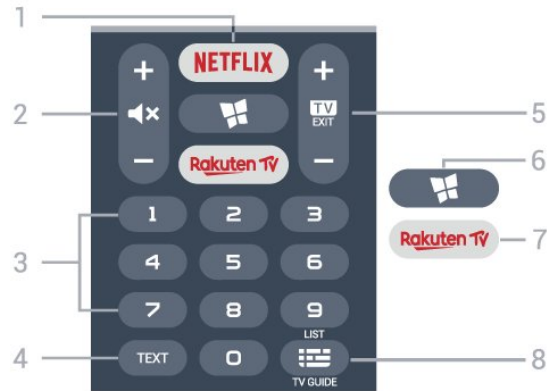 1
NETFLIX
+ +
2
TV
EXIT
5
6
- -
Rakuten TV
Rakuten TV
7
1 2 3
3
4 5 6
7 8 9
LIST
4
TEXT 0
8
TV GUIDE